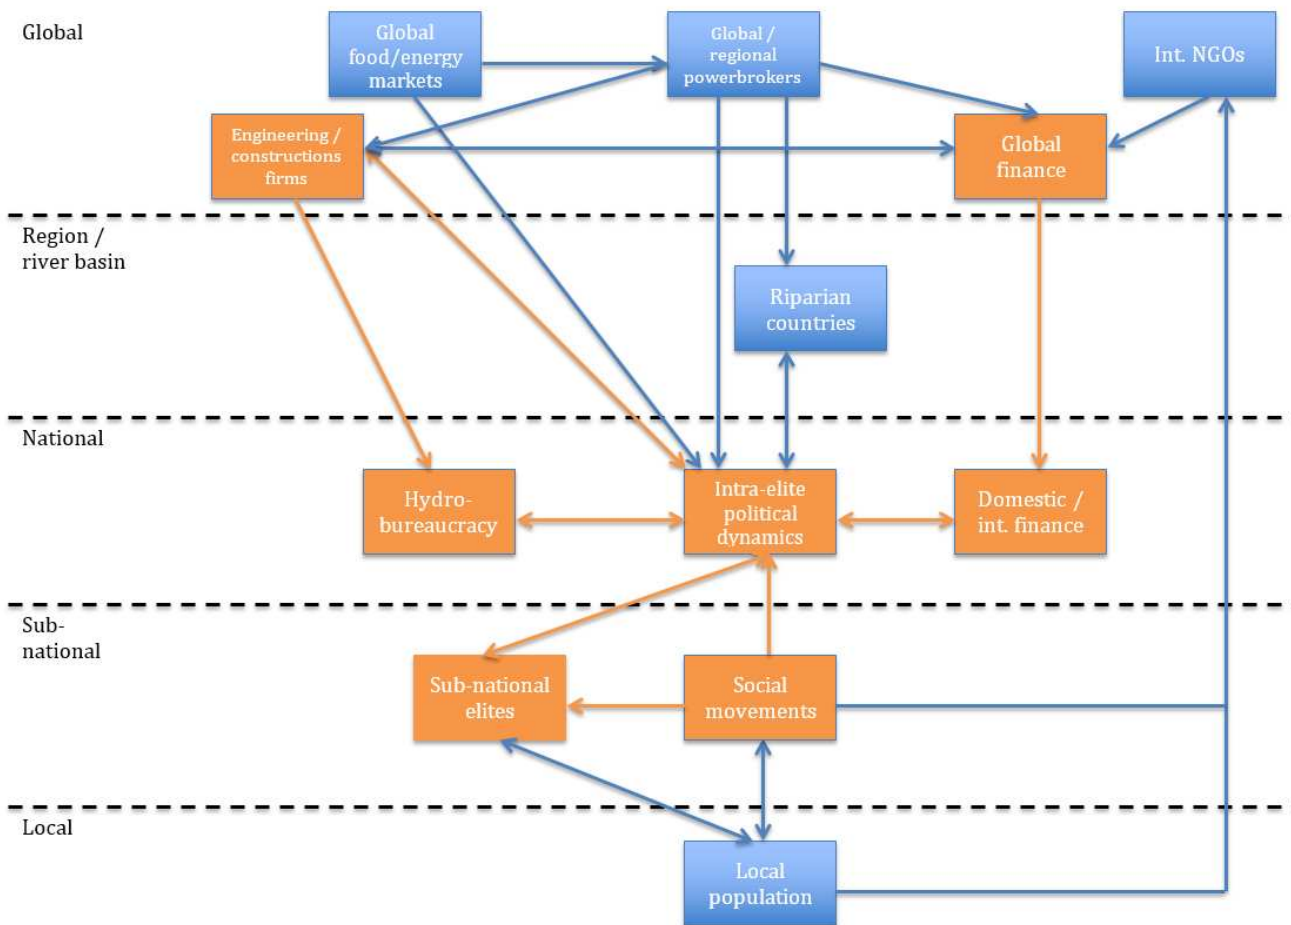 Global
Global
food/energy
markets
Global /
regional
powerbrokers
Int. NGOs
Engineering /
constructions
firms
Global
finance
Region /
river basin
Riparian
countries
National
Hydro-
bureaucracy
Intra-elite
political
dynamics
Domestic /
int. finance
Sub-
national
Sub-national
elites
Social
movements
Local
Local
population